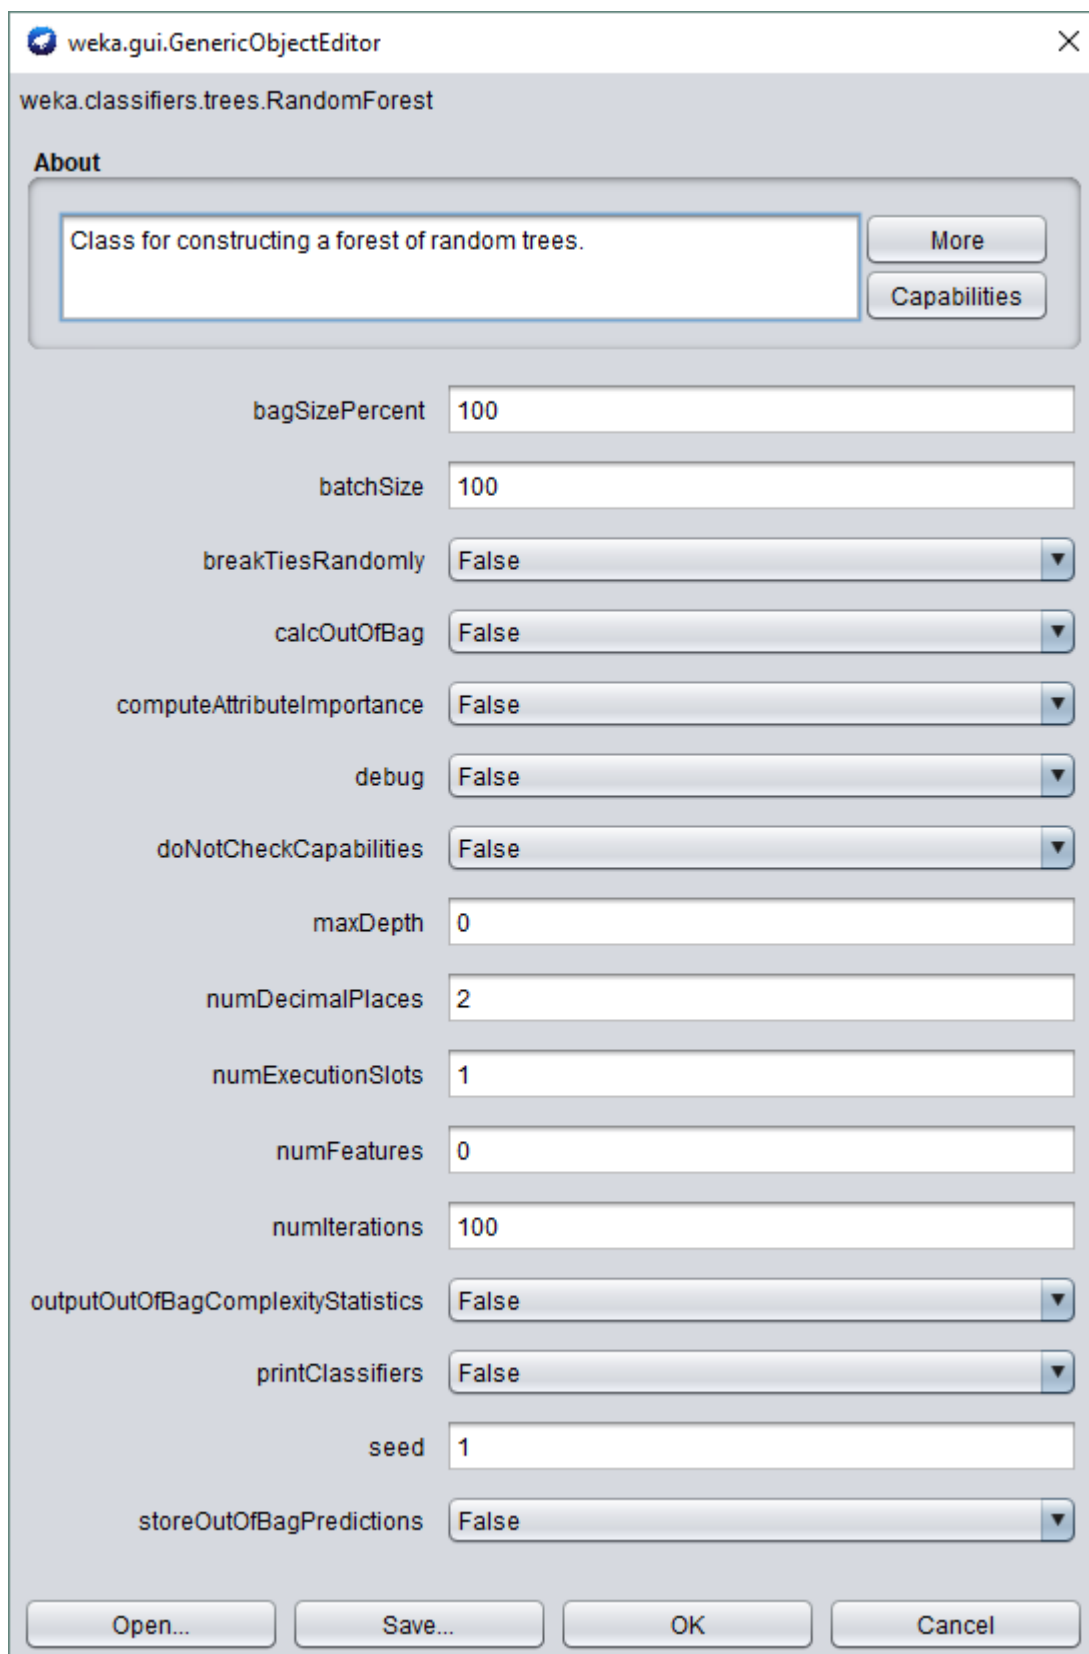 weka.gui.GenericObjectEditor
weka.classifiers.trees.RandomForest
About
Class for constructing a forest of random trees.
More
Capabilities
bagSizePercent 100
batchSize 100
breakTiesRandomly False
calcOutOfBag False
computeAttributeImportance False
debug False
doNotCheckCapabilities False
maxDepth 0
numDecimalPlaces 2
numExecutionSlots 1
numFeatures 0
numIterations 100
outputOutOfBagComplexityStatistics False
printClassifiers False
seed 1
storeOutOfBagPredictions False
Open... Save... OK Cancel